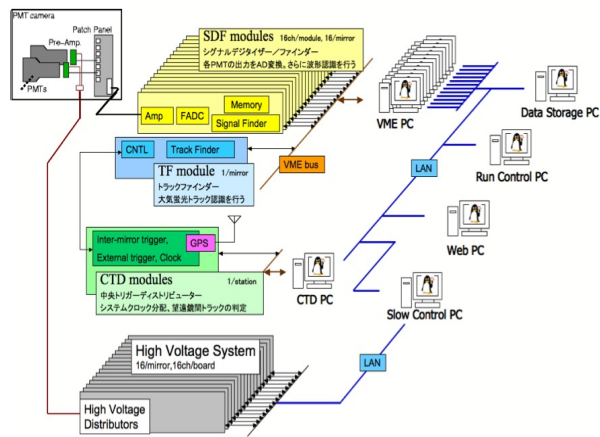 PMT camera
Patch Panel
Pre-Amp.
PMTs
SDF modules 16ch/module, 16/mirror
シグナルデジタイザー／ファインダー
各PMTの出力をAD変換。さらに波形認識を行う
Amp
FADC
Memory
Signal Finder
VME PC
Data Storage PC
CNTL
Track Finder
VME bus
TF module 1/mirror
トラックファインダー
大気蛍光トラック認識を行う
LAN
Run Control PC
Web PC
Inter-mirror trigger,
External trigger, Clock
GPS
CTD modules 1/station
中央トリガーディストリビューター
システムクロック分配、望遠鏡間トラックの判定
CTD PC
Slow Control PC
High Voltage System
16/mirror,16ch/board
LAN
High Voltage
Distributors